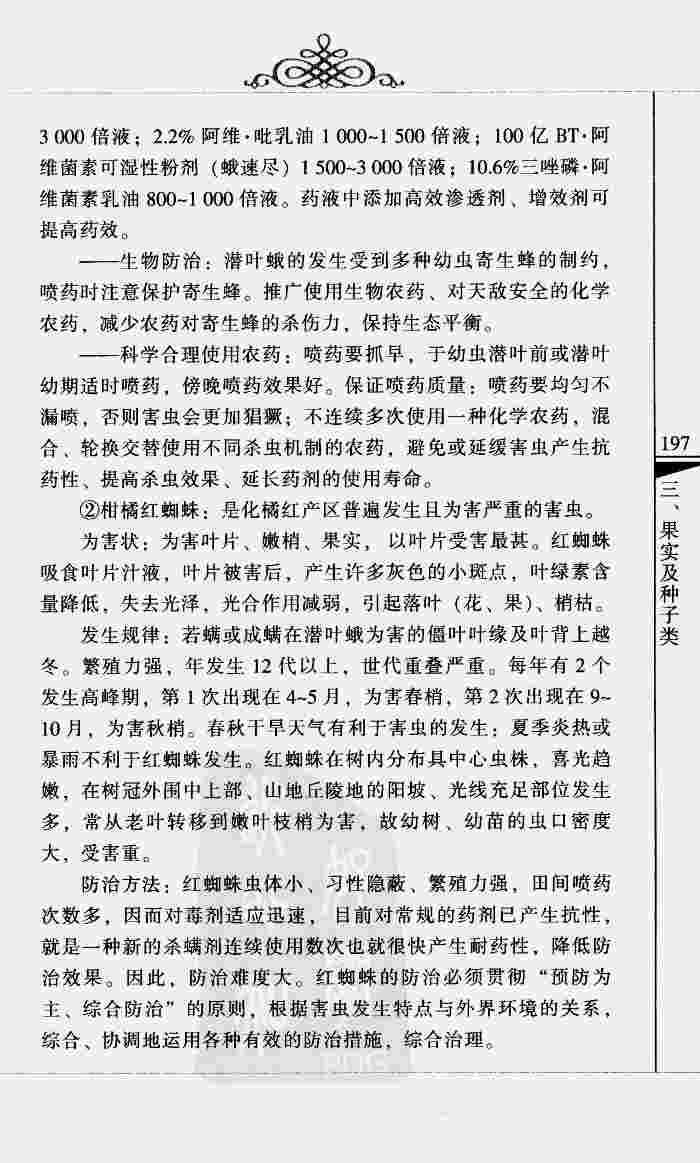 3 000 倍液；2.2% 阿维·吡乳油 1 000~1 500 倍液；100 亿 BT·阿
维菌素可湿性粉剂（蛾速尽）1 500~3 000 倍液；10.6%三唑磷·阿
维菌素乳油 800~1 000 倍液。药液中添加高效渗透剂、增效剂可
提高药效。
——生物防治：潜叶蛾的发生受到多种幼虫寄生蜂的制约，
喷药时注意保护寄生蜂。推广使用生物农药、对天敌安全的化学
农药，减少农药对寄生蜂的杀伤力，保持生态平衡。
——科学合理使用农药：喷药要抓早，于幼虫潜叶前或潜叶
幼期适时喷药，傍晚喷药效果好。保证喷药质量：喷药要均匀不
漏喷，否则害虫会更加猖獗；不连续多次使用一种化学农药，混
合、轮换交替使用不同杀虫机制的农药，避免或延缓害虫产生抗
药性、提高杀虫效果、延长药剂的使用寿命。
②柑橘红蜘蛛：是化橘红产区普遍发生且为害严重的害虫。
为害状：为害叶片、嫩梢、果实，以叶片受害最甚。红蜘蛛
吸食叶片汁液，叶片被害后，产生许多灰色的小斑点，叶绿素含
量降低，失去光泽，光合作用减弱，引起落叶（花、果）、梢枯。
发生规律：若螨或成螨在潜叶蛾为害的僵叶叶缘及叶背上越
冬。繁殖力强，年发生 12 代以上，世代重叠严重。每年有 2 个
发生高峰期，第 1 次出现在 4~5 月，为害春梢，第 2 次出现在 9~
10 月，为害秋梢。春秋干旱天气有利于害虫的发生；夏季炎热或
暴雨不利于红蜘蛛发生。红蜘蛛在树内分布具中心虫株，喜光趋
嫩，在树冠外围中上部、山地丘陵地的阳坡、光线充足部位发生
多，常从老叶转移到嫩叶枝梢为害，故幼树、幼苗的虫口密度
大，受害重。
防治方法：红蜘蛛虫体小、习性隐蔽、繁殖力强，田间喷药
次数多，因而对毒剂适应迅速，目前对常规的药剂已产生抗性，
就是一种新的杀螨剂连续使用数次也就很快产生耐药性，降低防
治效果。因此，防治难度大。红蜘蛛的防治必须贯彻“预防为
主、综合防治”的原则，根据害虫发生特点与外界环境的关系，
综合、协调地运用各种有效的防治措施，综合治理。
197
三、果实及种子类